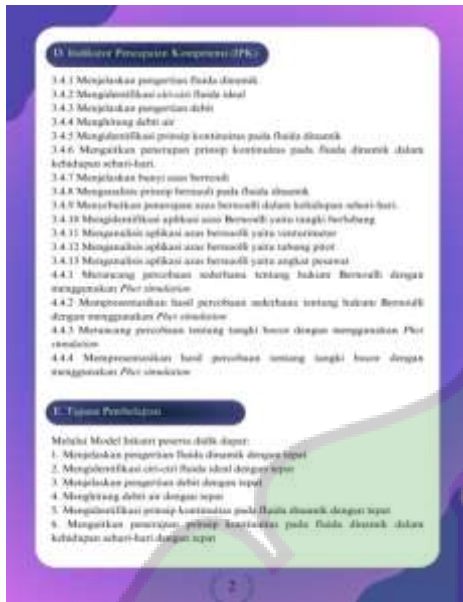 D. Indikator Pencapaian Kompetensi (IPK)
3.4.1 Menjelaskan pengertian fluida dinamik
3.4.2 Mengidentifikasi ciri-ciri fluida ideal
3.4.3 Menjelaskan pengertian debit
3.4.4 Menghitung debit air
3.4.5 Mengidentifikasi prinsip kontinuitas pada fluida dinamik
3.4.6 Mengaitkan penerapan prinsip kontinuitas pada fluida dinamik dalam
kehidupan sehari-hari.
3.4.7 Menjelaskan bunyi asas bernoulli
3.4.8 Menganalisis prinsip bernouli pada fluida dinamik
3.4.9 Menyebutkan penerapan asas bernoulli dalam kehidupan sehari-hari.
3.4.10 Mengidentifikasi aplikasi asas Bernoulli yaitu tangki berlubang
3.4.11 Menganalisis aplikasi asas bernoulli yaitu venturimeter
3.4.12 Menganalisis aplikasi asas bernoulli yaitu tabung pitot
3.4.13 Menganalisis aplikasi asas bernoulli yaitu angkat pesawat
4.4.1 Merancang percobaan sederhana tentang hukum Bernoulli dengan
menggunakan Phet simulation
4.4.2 Mempresentasikan hasil percobaan sederhana tentang hukum Bernoulli
dengan menggunakan Phet simulation
4.4.3 Merancang percobaan tentang tangki bocor dengan menggunakan Phet
simulation
4.4.4 Mempresentasikan hasil percobaan tentang tangki bocor dengan
menggunakan Phet simulation
E. Tujuan Pembelajaran
Melalui Model Inkuiri peserta didik dapat:
1. Menjelaskan pengertian fluida dinamik dengan tepat
2. Mengidentifikasi ciri-ciri fluida ideal dengan tepat
3. Menjelaskan pengertian debit dengan tepat
4. Menghitung debit air dengan tepat
5. Mengidentifikasi prinsip kontinuitas pada fluida dinamik dengan tepat
6. Mengaitkan penerapan prinsip kontinuitas pada fluida dinamik dalam
kehidupan sehari-hari dengan tepat
2